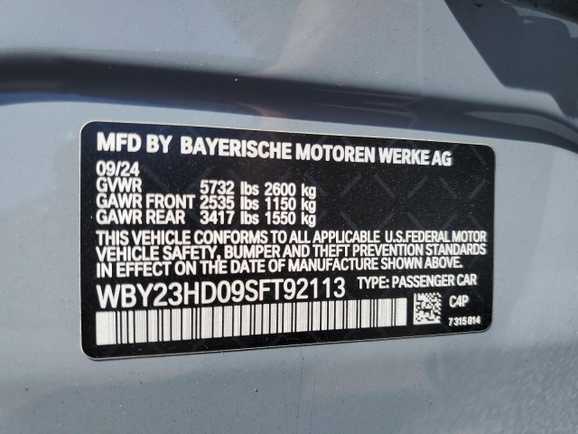 MFD BY BAYERISCHE MOTOREN WERKE AG
09/24
GVWR 5732 lbs 2600 kg
GAWR FRONT 2535 lbs 1150 kg
GAWR REAR 3417 lbs 1550 kg
THIS VEHICLE CONFORMS TO ALL APPLICABLE U.S.FEDERAL MOTOR
VEHICLE SAFETY, BUMPER AND THEFT PREVENTION STANDARDS
IN EFFECT ON THE DATE OF MANUFACTURE SHOWN ABOVE.
WBY23HD09SFT92113 TYPE: PASSENGER CAR
C4P
7315814